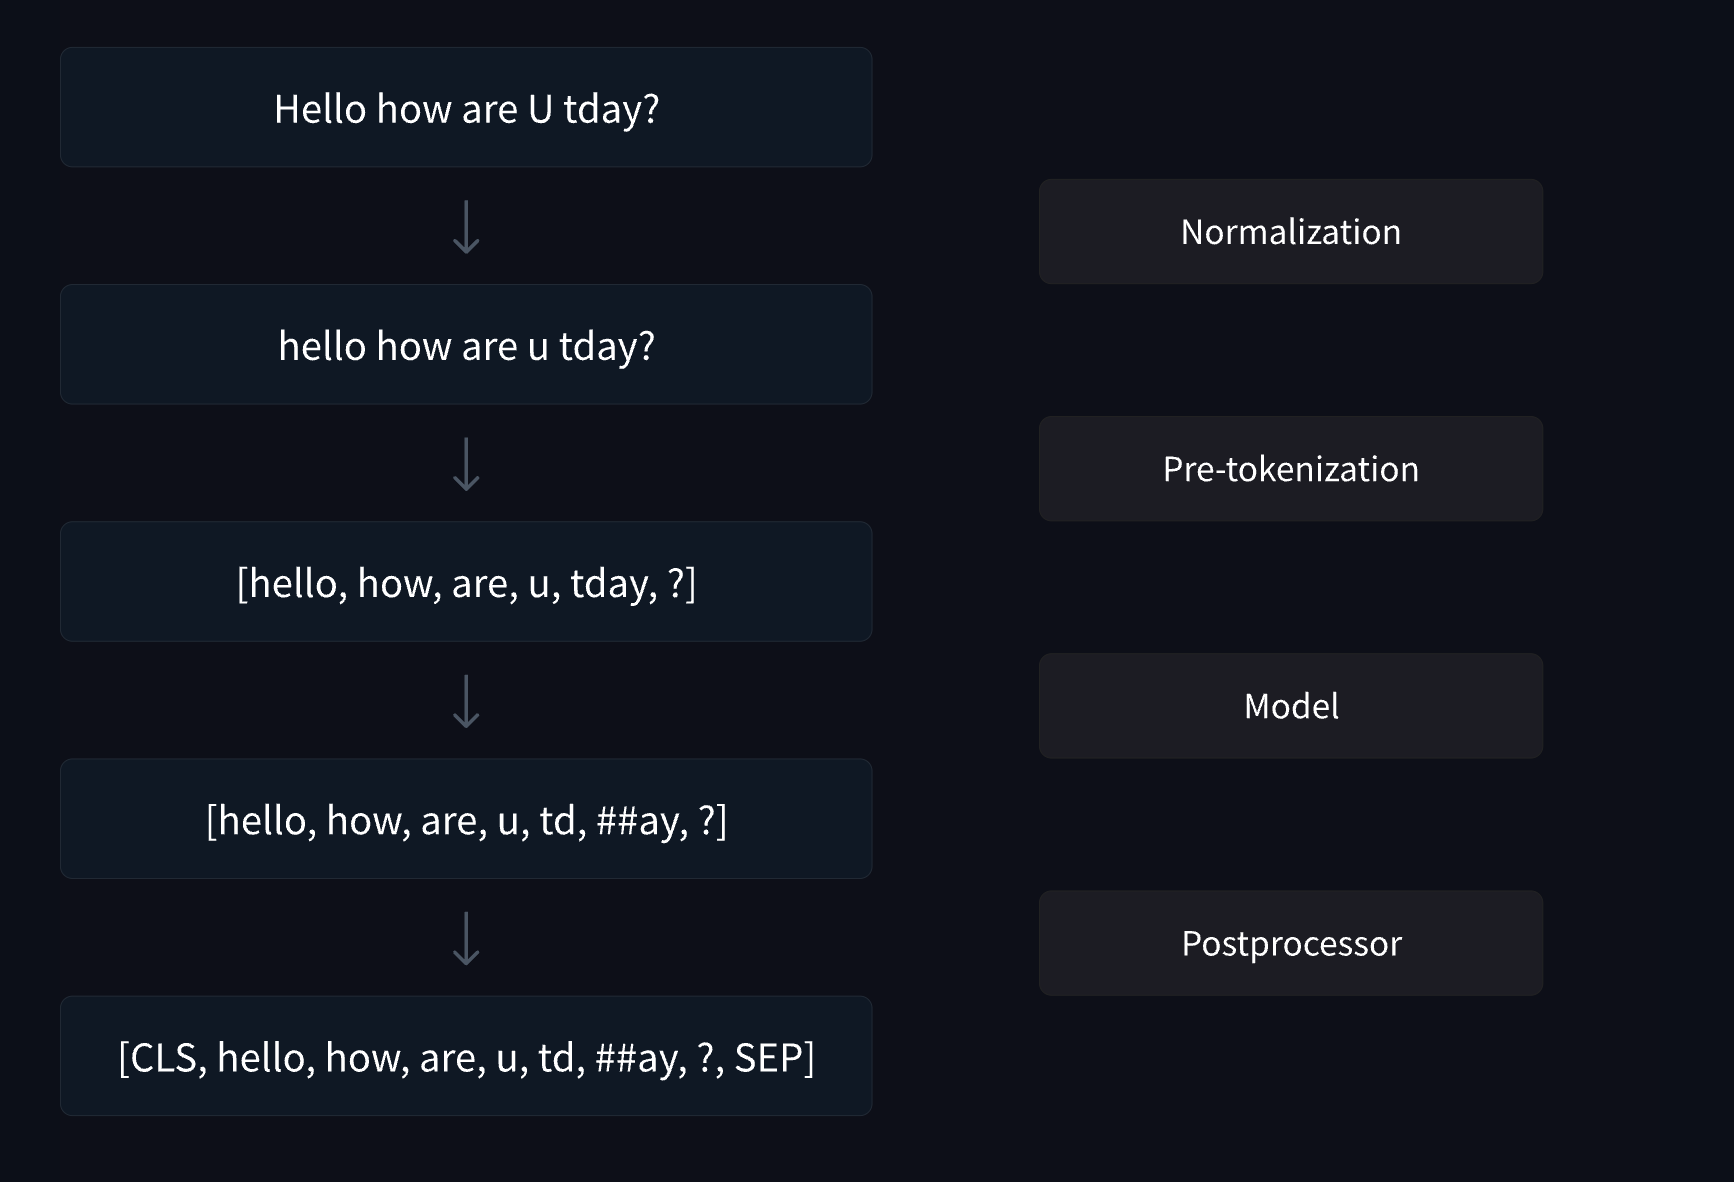 Hello how are U tday?
Normalization
hello how are u tday?
Pre-tokenization
[hello, how, are, u, tday, ?]
Model
[hello, how, are, u, td, ##ay, ?]
Postprocessor
[CLS, hello, how, are, u, td, ##ay, ?, SEP]